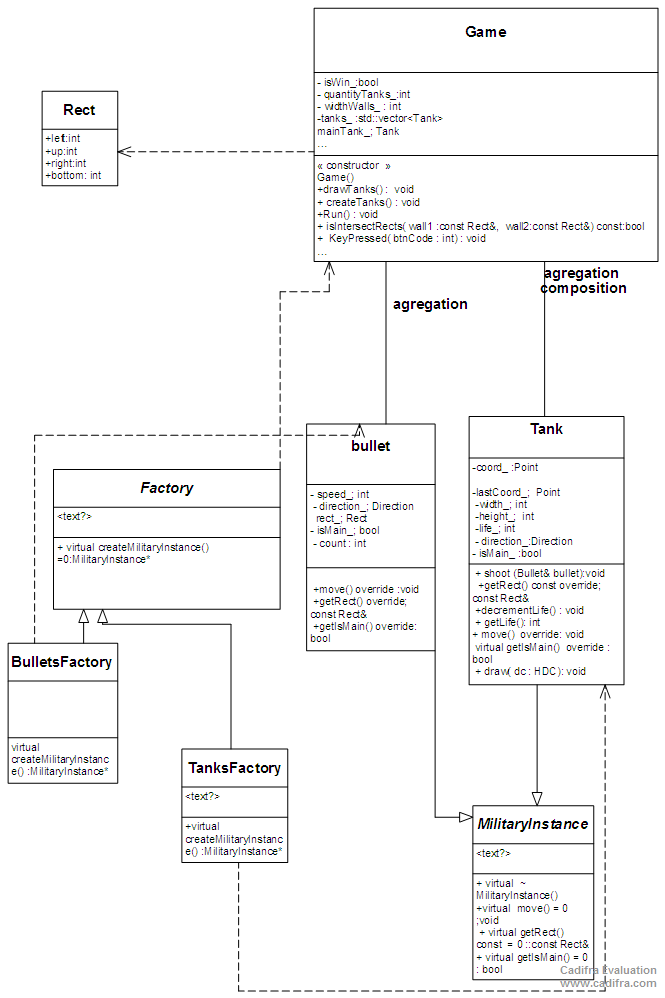 Game
- isWin_:bool
- quantityTanks_:int
- widthWalls_ : int
-tanks_ :std::vector<Tank>
mainTank_; Tank
...
« constructor »
Game()
+drawTanks() : void
+ createTanks() : void
+Run() : void
+ isIntersectRects( wall1 :const Rect&, wall2:const Rect&) const:bool
+ KeyPressed( btnCode : int) : void
...
Rect
+left:int
+up:int
+right:int
+bottom: int
agregation
agregation
composition
bullet
- speed_; int
- direction_; Direction
rect_; Rect
- isMain_; bool
- count : int
+move() override :void
+getRect() override;
const Rect&
+getIsMain() override:
bool
Tank
-coord_ :Point
-lastCoord_; Point
-width_; int
-height_; int
-life_; int
- direction_:Direction
- isMain_ :bool
+ shoot (Bullet& bullet):void
+getRect() const override;
const Rect&
+decrementLife() : void
+ getLife(): int
+ move() override: void
virtual getIsMain() override :
bool
+ draw( dc : HDC ); void
Factory
<text?>
+ virtual createMilitaryInstance()
=0:MilitaryInstance*
BulletsFactory
virtual
createMilitaryInstanc
e() :MilitaryInstance*
TanksFactory
<text?>
+virtual
createMilitaryInstanc
e() :MilitaryInstance*
MilitaryInstance
<text?>
+ virtual ~
MilitaryInstance()
+virtual move() = 0
;void
+ virtual getRect()
const = 0 ::const Rect&
+ virtual getIsMain() = 0
: bool
Cadifra Evaluation
www.cadifra.com